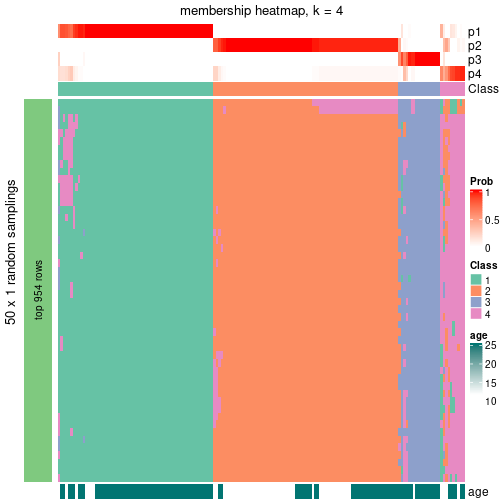 membership heatmap, k = 4
p1
p2
p3
p4
Class
50 x 1 random samplings
top 954 rows
Prob
1
0.5
0
Class
1
2
3
4
age
25
20
15
10
age